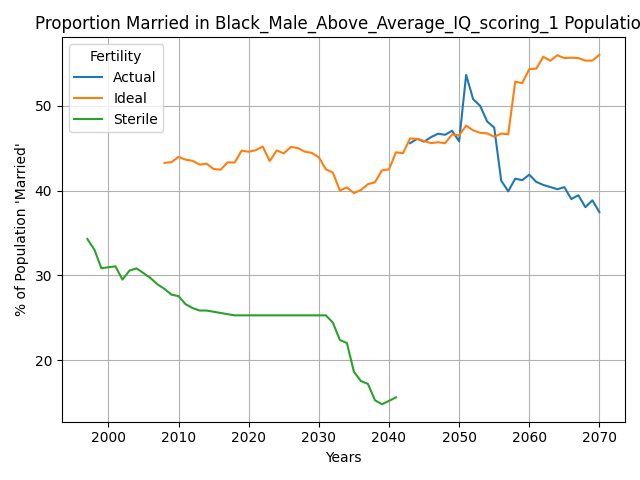 Proportion Married in Black_Male_Above_Average_IQ_scoring_1 Populatio
Fertility
Actual
Ideal
Sterile
% of Population 'Married'
50
40
30
20
2000 2010 2020 2030 2040 2050 2060 2070
Years